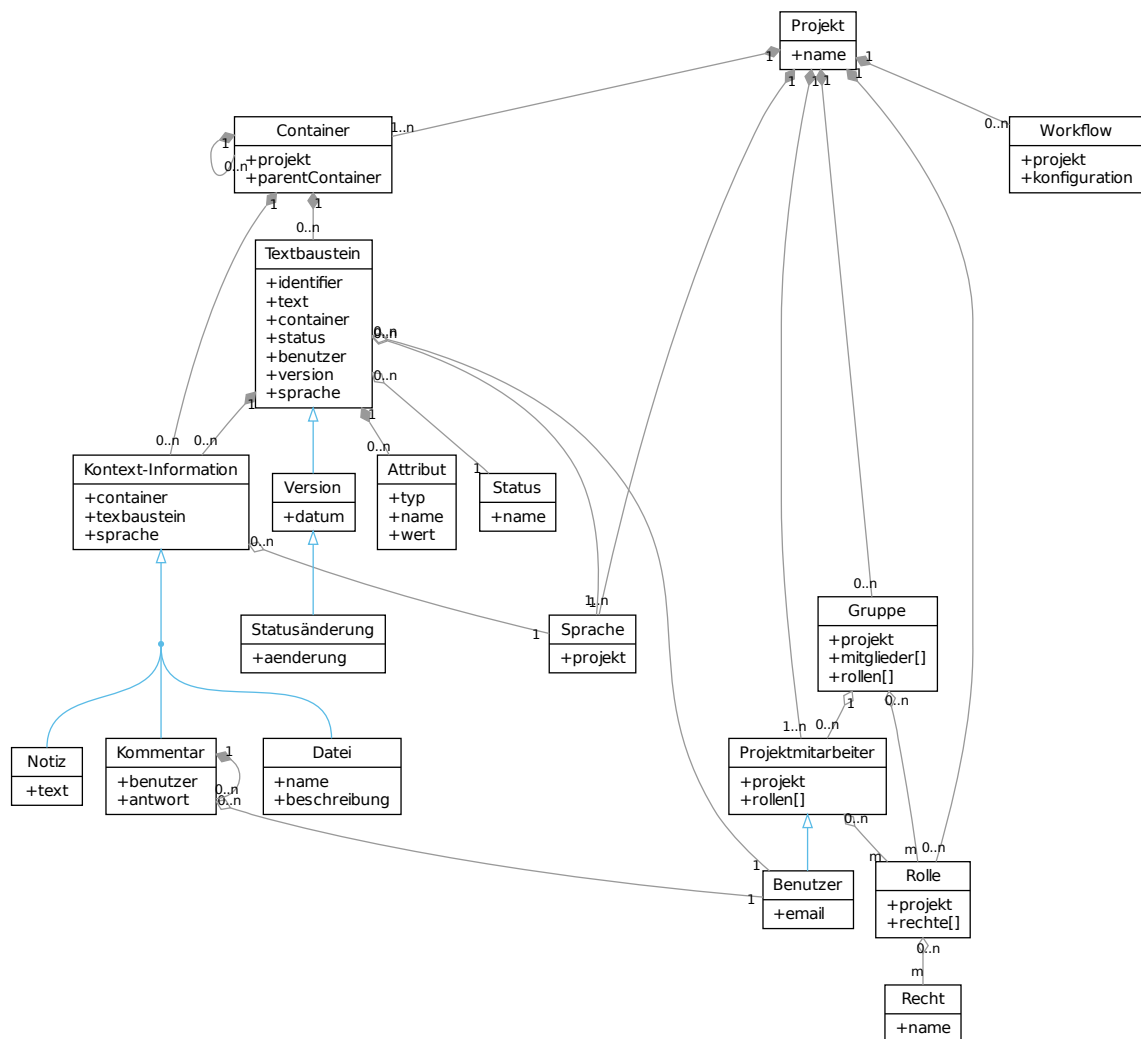 Projekt
+name
1
1
1
1
1
1
1..n
0..n
Container
+projekt
+parentContainer
1
0..n
1
1
Workflow
+projekt
+konfiguration
0..n
Textbaustein
+identifier
+text
+container
+status
+benutzer
+version
+sprache
0..n
0..n
0..n
1
1
0..n
0..n
0..n
1
Kontext-Information
+container
+texbaustein
+sprache
0..n
Version
+datum
Attribut
+typ
+name
+wert
Status
+name
Statusänderung
+aenderung
1..n
1
1
Sprache
+projekt
0..n
Gruppe
+projekt
+mitglieder[]
+rollen[]
1
0..n
1..n
0..n
Notiz
+text
Kommentar
+benutzer
+antwort
1
0..n
0..n
Datei
+name
+beschreibung
Projektmitarbeiter
+projekt
+rollen[]
0..n
m
m
0..n
1
1
Benutzer
+email
Rolle
+projekt
+rechte[]
0..n
m
Recht
+name